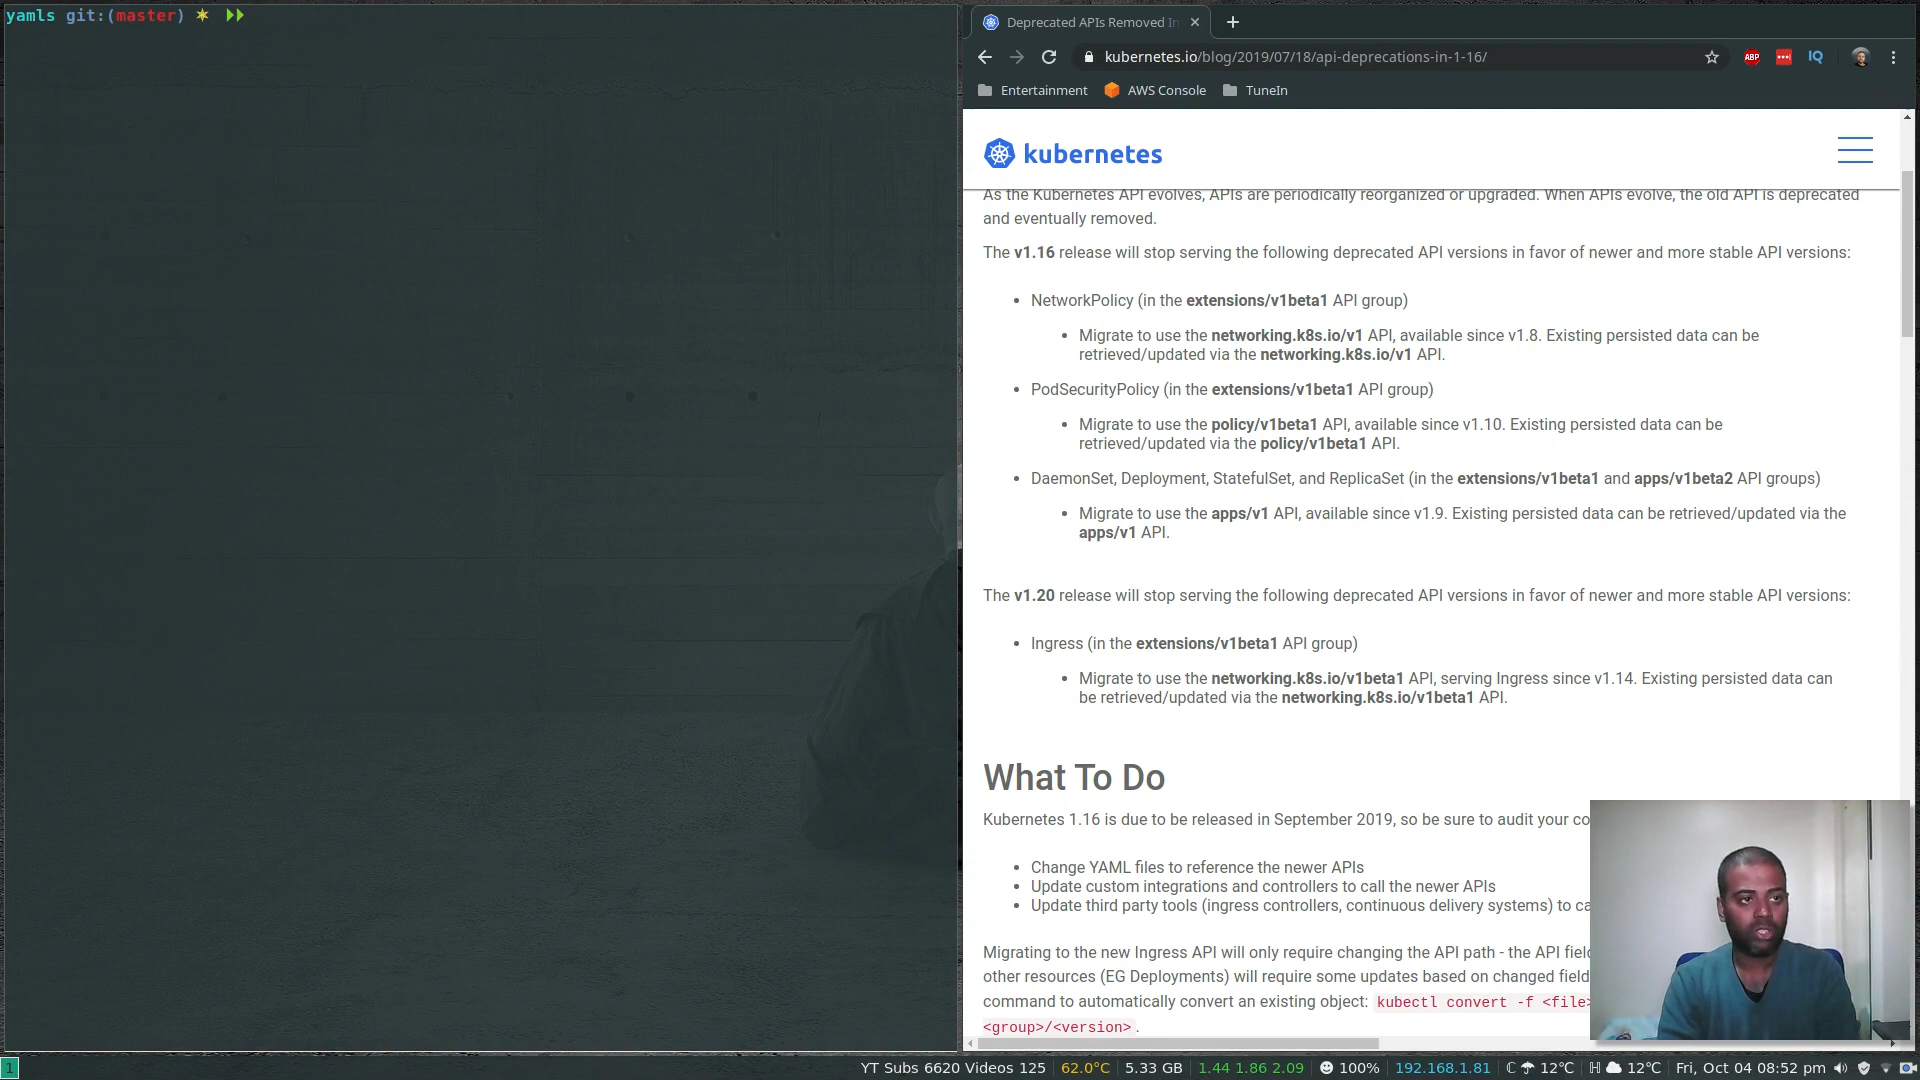 yamls git:(master) ✶
Deprecated APIs Removed In
kubernetes.io/blog/2019/07/18/api-deprecations-in-1-16/
ABP
IQ
Entertainment AWS Console TuneIn
kubernetes
As the Kubernetes API evolves, APIs are periodically reorganized or upgraded. When APIs evolve, the old API is deprecated
and eventually removed.
The v1.16 release will stop serving the following deprecated API versions in favor of newer and more stable API versions:
• NetworkPolicy (in the extensions/v1beta1 API group)
• Migrate to use the networking.k8s.io/v1 API, available since v1.8. Existing persisted data can be
retrieved/updated via the networking.k8s.io/v1 API.
• PodSecurityPolicy (in the extensions/v1beta1 API group)
• Migrate to use the policy/v1beta1 API, available since v1.10. Existing persisted data can be
retrieved/updated via the policy/v1beta1 API.
• DaemonSet, Deployment, StatefulSet, and ReplicaSet (in the extensions/v1beta1 and apps/v1beta2 API groups)
• Migrate to use the apps/v1 API, available since v1.9. Existing persisted data can be retrieved/updated via the
apps/v1 API.
The v1.20 release will stop serving the following deprecated API versions in favor of newer and more stable API versions:
• Ingress (in the extensions/v1beta1 API group)
• Migrate to use the networking.k8s.io/v1beta1 API, serving Ingress since v1.14. Existing persisted data can
be retrieved/updated via the networking.k8s.io/v1beta1 API.
What To Do
Kubernetes 1.16 is due to be released in September 2019, so be sure to audit your co
• Change YAML files to reference the newer APIs
• Update custom integrations and controllers to call the newer APIs
• Update third party tools (ingress controllers, continuous delivery systems) to ca
Migrating to the new Ingress API will only require changing the API path - the API fiel
other resources (EG Deployments) will require some updates based on changed field
command to automatically convert an existing object: kubectl convert -f <file>
<group>/<version>.
1 YT Subs 6620 Videos 125 62.0°C 5.33 GB 1.44 1.86 2.09 100% 192.168.1.81 C 12°C H 12°C Fri, Oct 04 08:52 pm